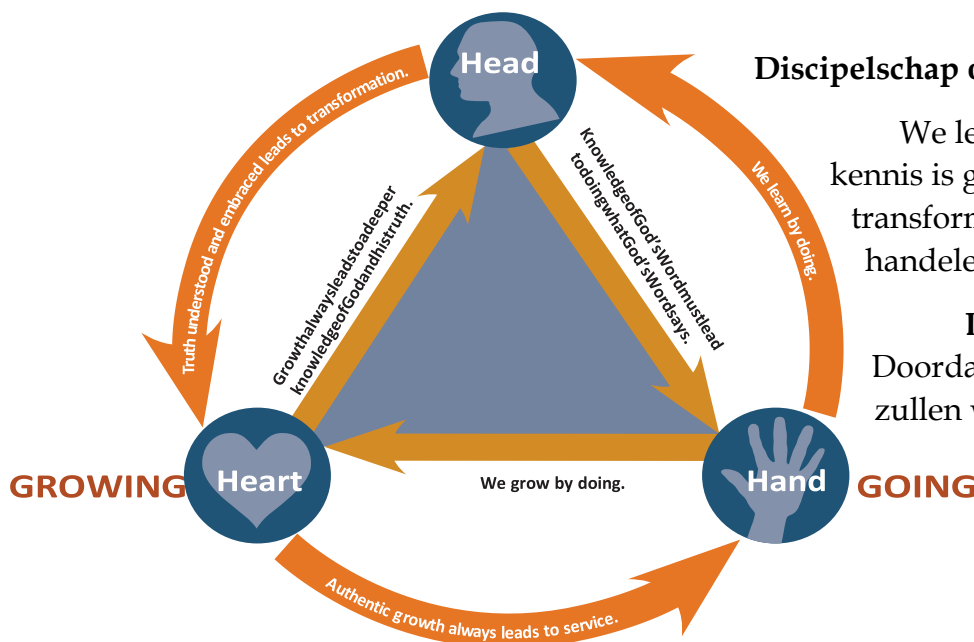 Head
Discipelschap
Truth understood and embraced leads to transformation.
Growthalwaysleadstoadeeper
knowledgeofGodandhistruth.
KnowledgeofGod'sWordmustlead
todoingwhatGod'sWordsays.
We learn by doing.
We le
kennis is g
transform
handele
Doorda
zullen
GROWING
Heart
We grow by doing.
Hand
GOING
Authentic growth always leads to service.